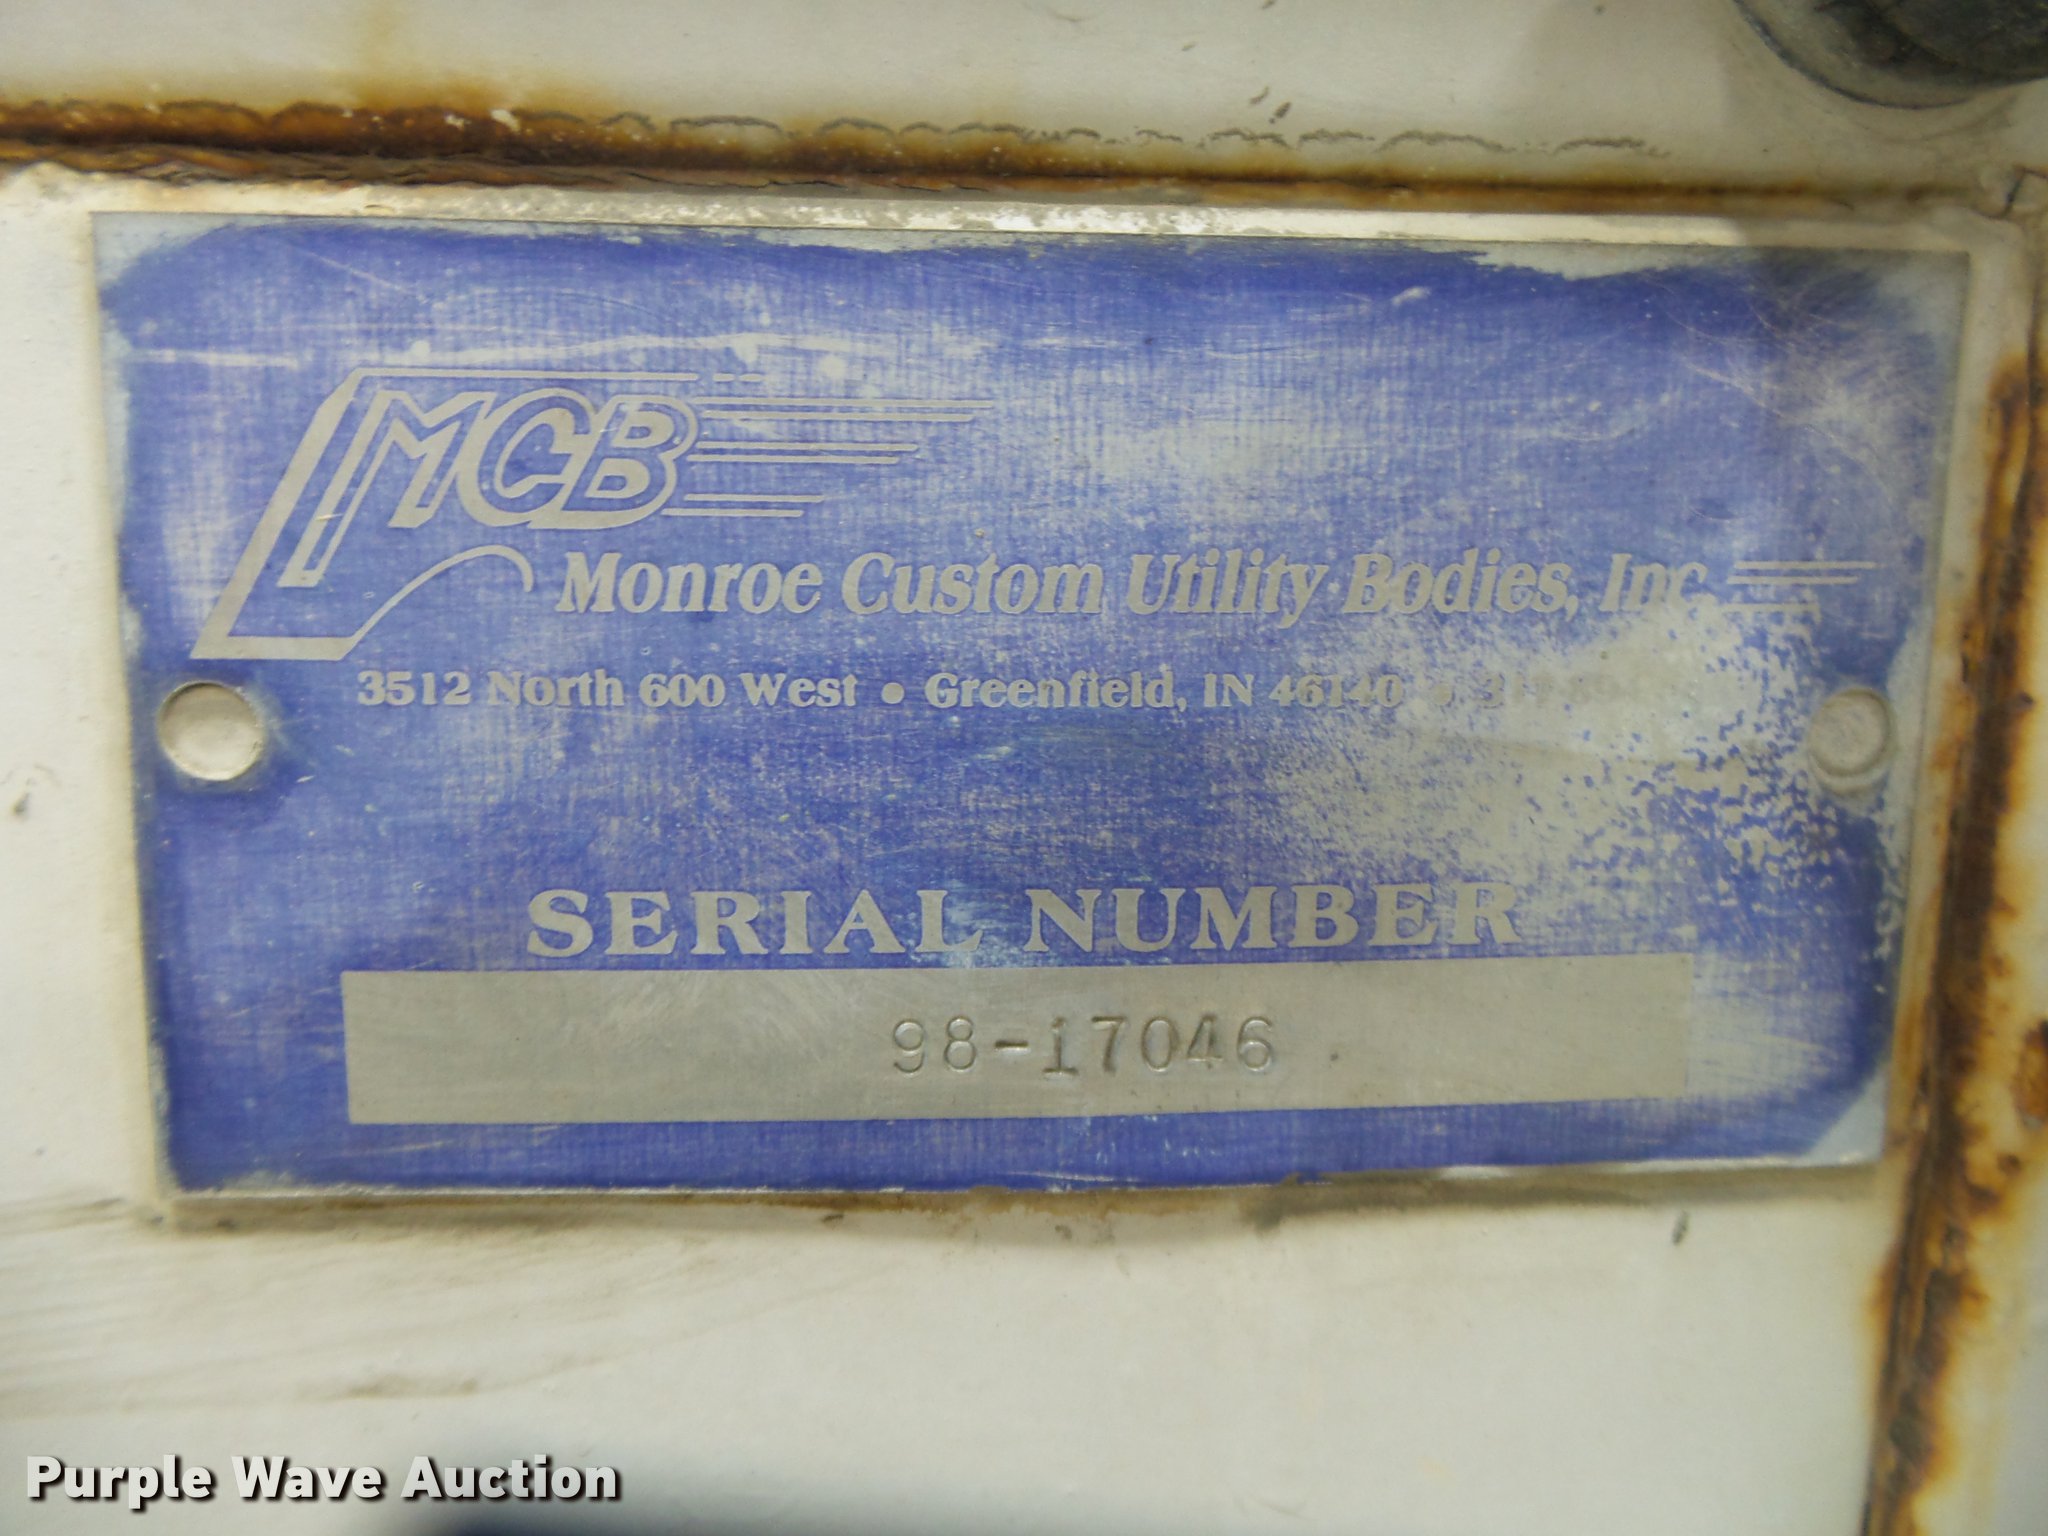 MCB
Monroe Custom Utility Bodies, Inc.
3512 North 600 West • Greenfield, IN 46140 •
SERIAL NUMBER
98-17046
Purple Wave Auction